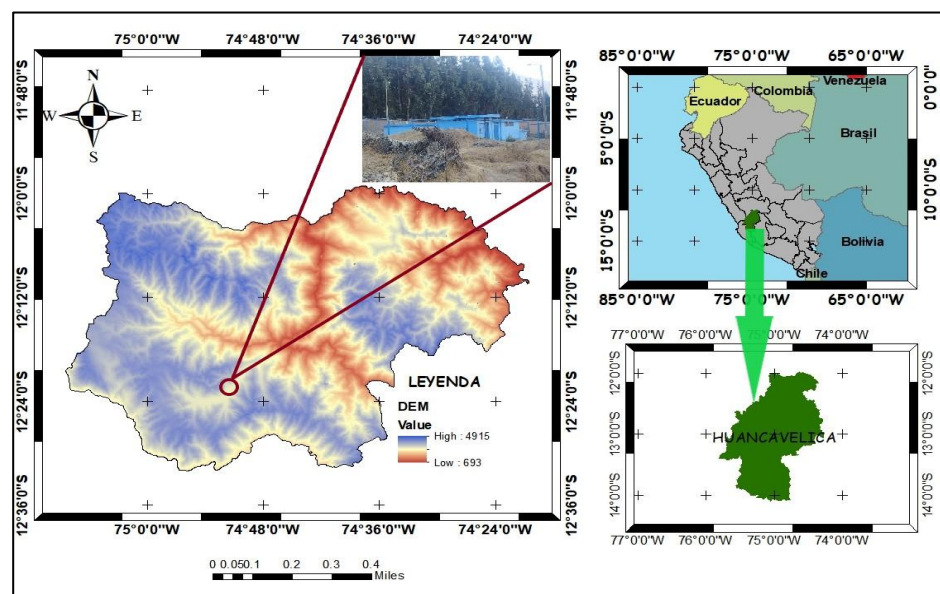 75°0'0"W 74°48'0"W 74°36'0"W 74°24'0"W
N
W E
S
11°48'0"S
12°0'0"S
12°12'0"S
12°24'0"S
12°36'0"S
11°48'0"S
12°0'0"S
12°12'0"S
12°24'0"S
12°36'0"S
LEYENDA
DEM
Value
High : 4915
Low : 693
75°0'0"W 74°48'0"W 74°36'0"W 74°24'0"W
0 0.050.1 0.2 0.3 0.4
Miles
85°0'0"W 75°0'0"W 65°0'0"W
Venezuela
Colombia
Ecuador
Brasil
Bolivia
Chile
5°0'0"S
15°0'0"S
0°0'0"
10°0'0"S
85°0'0"W 75°0'0"W 65°0'0"W
77°0'0"W 76°0'0"W 75°0'0"W 74°0'0"W
12°0'0"S
13°0'0"S
14°0'0"S
HUANCAVELICA
12°0'0"S
13°0'0"S
14°0'0"S
77°0'0"W 76°0'0"W 75°0'0"W 74°0'0"W